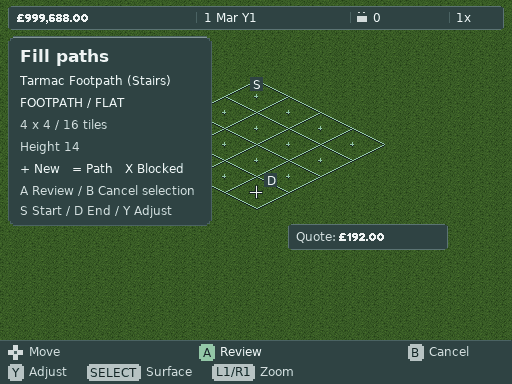 £999,688.00
1 Mar Y1
0
1x
Fill paths
Tarmac Footpath (Stairs)
FOOTPATH / FLAT
4 x 4 / 16 tiles
Height 14
+ New = Path X Blocked
A Review / B Cancel selection
S Start / D End / Y Adjust
S
D
Quote: £192.00
Move
A Review
B Cancel
Y Adjust
SELECT Surface
L1/R1 Zoom